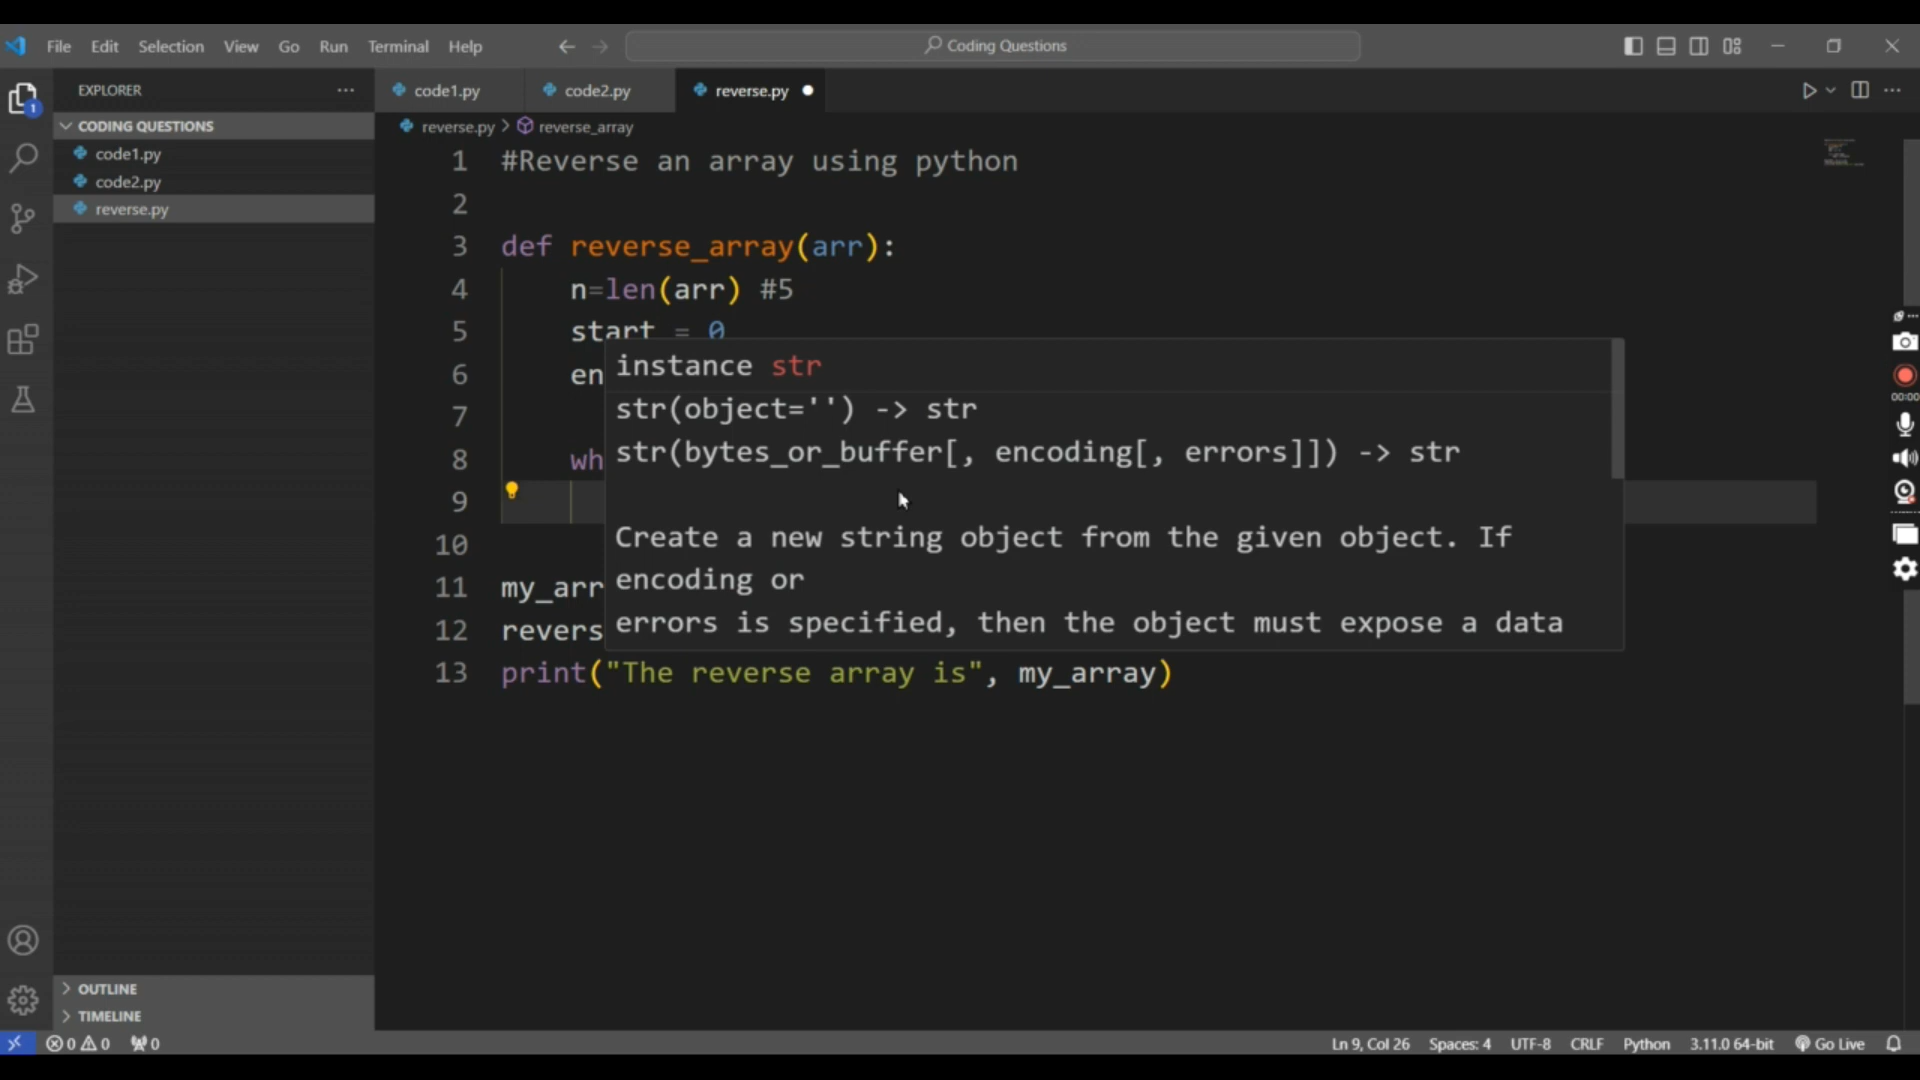 File Edit Selection View Go Run Terminal Help
Coding Questions
EXPLORER
code1.py
code2.py
reverse.py
CODING QUESTIONS
reverse.py > reverse_array
code1.py
code2.py
reverse.py
1 #Reverse an array using python
2
3 def reverse_array(arr):
4 n=len(arr) #5
5 start = 0
6 en
7
8 wh
9
10
11 my_arr
12 revers
13 print("The reverse array is", my_array)
instance str
str(object='') -> str
str(bytes_or_buffer[, encoding[, errors]]) -> str
Create a new string object from the given object. If
encoding or
errors is specified, then the object must expose a data
1
00:00
OUTLINE
TIMELINE
0 0 0
Ln 9, Col 26 Spaces: 4 UTF-8 CRLF Python 3.11.0 64-bit Go Live